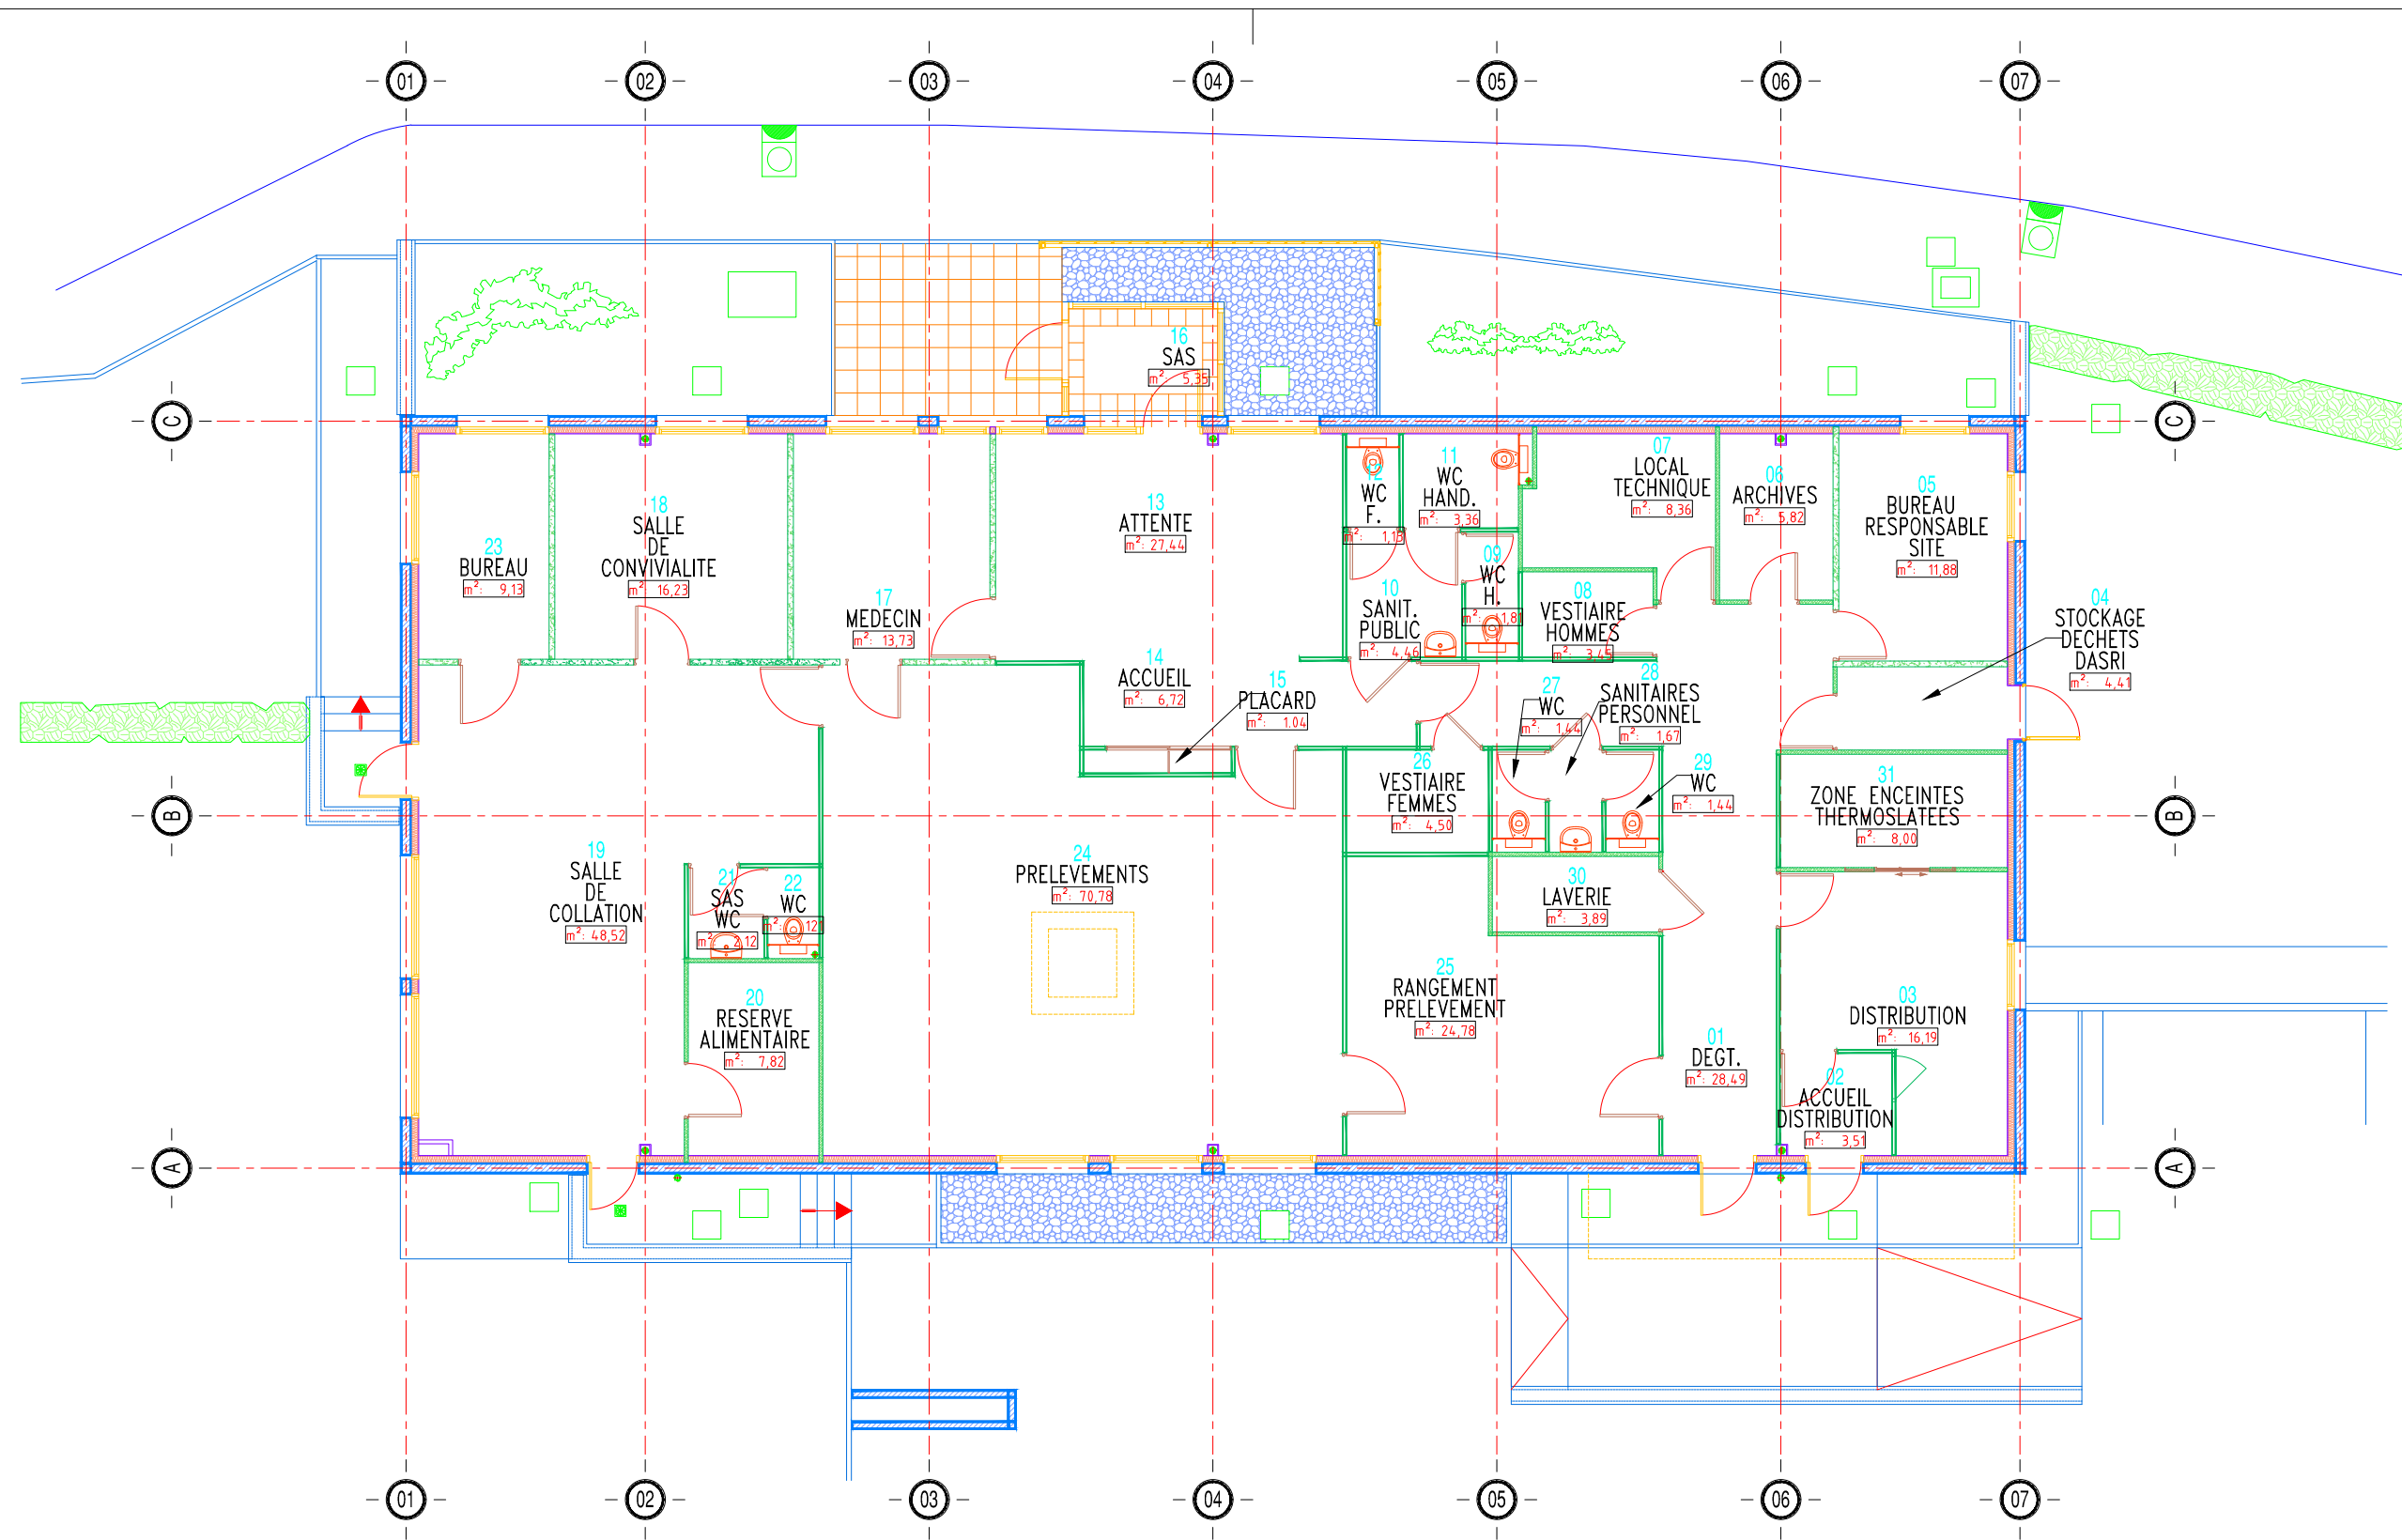 01
02
03
04
05
06
07
C
C
16
SAS
m²: 5,35
13
ATTENTE
m²: 27,44
12
WC
F.
11
WC
HAND.
m²: 3,36
07
LOCAL
TECHNIQUE
m²: 8,36
06
ARCHIVES
m²: 5,82
05
BUREAU
RESPONSABLE
SITE
m²: 11,88
23
BUREAU
m²: 9,13
18
SALLE
DE
CONVIVIALITE
m²: 16,23
17
MEDECIN
m²: 13,73
10
SANIT.
PUBLIC
m²: 4,46
09
WC
H.
m²: 1,81
08
VESTIAIRE
HOMMES
m²: 3,45
04
STOCKAGE
DECHETS
DASRI
m²: 4,41
14
ACCUEIL
m²: 6,72
15
PLACARD
m²: 1.04
27
WC
m²: 1,44
28
SANITAIRES
PERSONNEL
m²: 1,67
26
VESTIAIRE
FEMMES
m²: 4,50
29
WC
m²: 1,44
31
ZONE ENCEINTES
THERMOSLATEES
m²: 8,00
B
B
19
SALLE
DE
COLLATION
m²: 48,52
21
SAS
WC
m²: 2,12
22
WC
24
PRELEVEMENTS
m²: 70,78
30
LAVERIE
m²: 3,89
20
RESERVE
ALIMENTAIRE
m²: 7,82
25
RANGEMENT
PRELEVEMENT
m²: 24,78
03
DISTRIBUTION
m²: 16,19
01
DEGT.
m²: 28,49
02
ACCUEIL
DISTRIBUTION
m²: 3,51
A
A
01
02
03
04
05
06
07